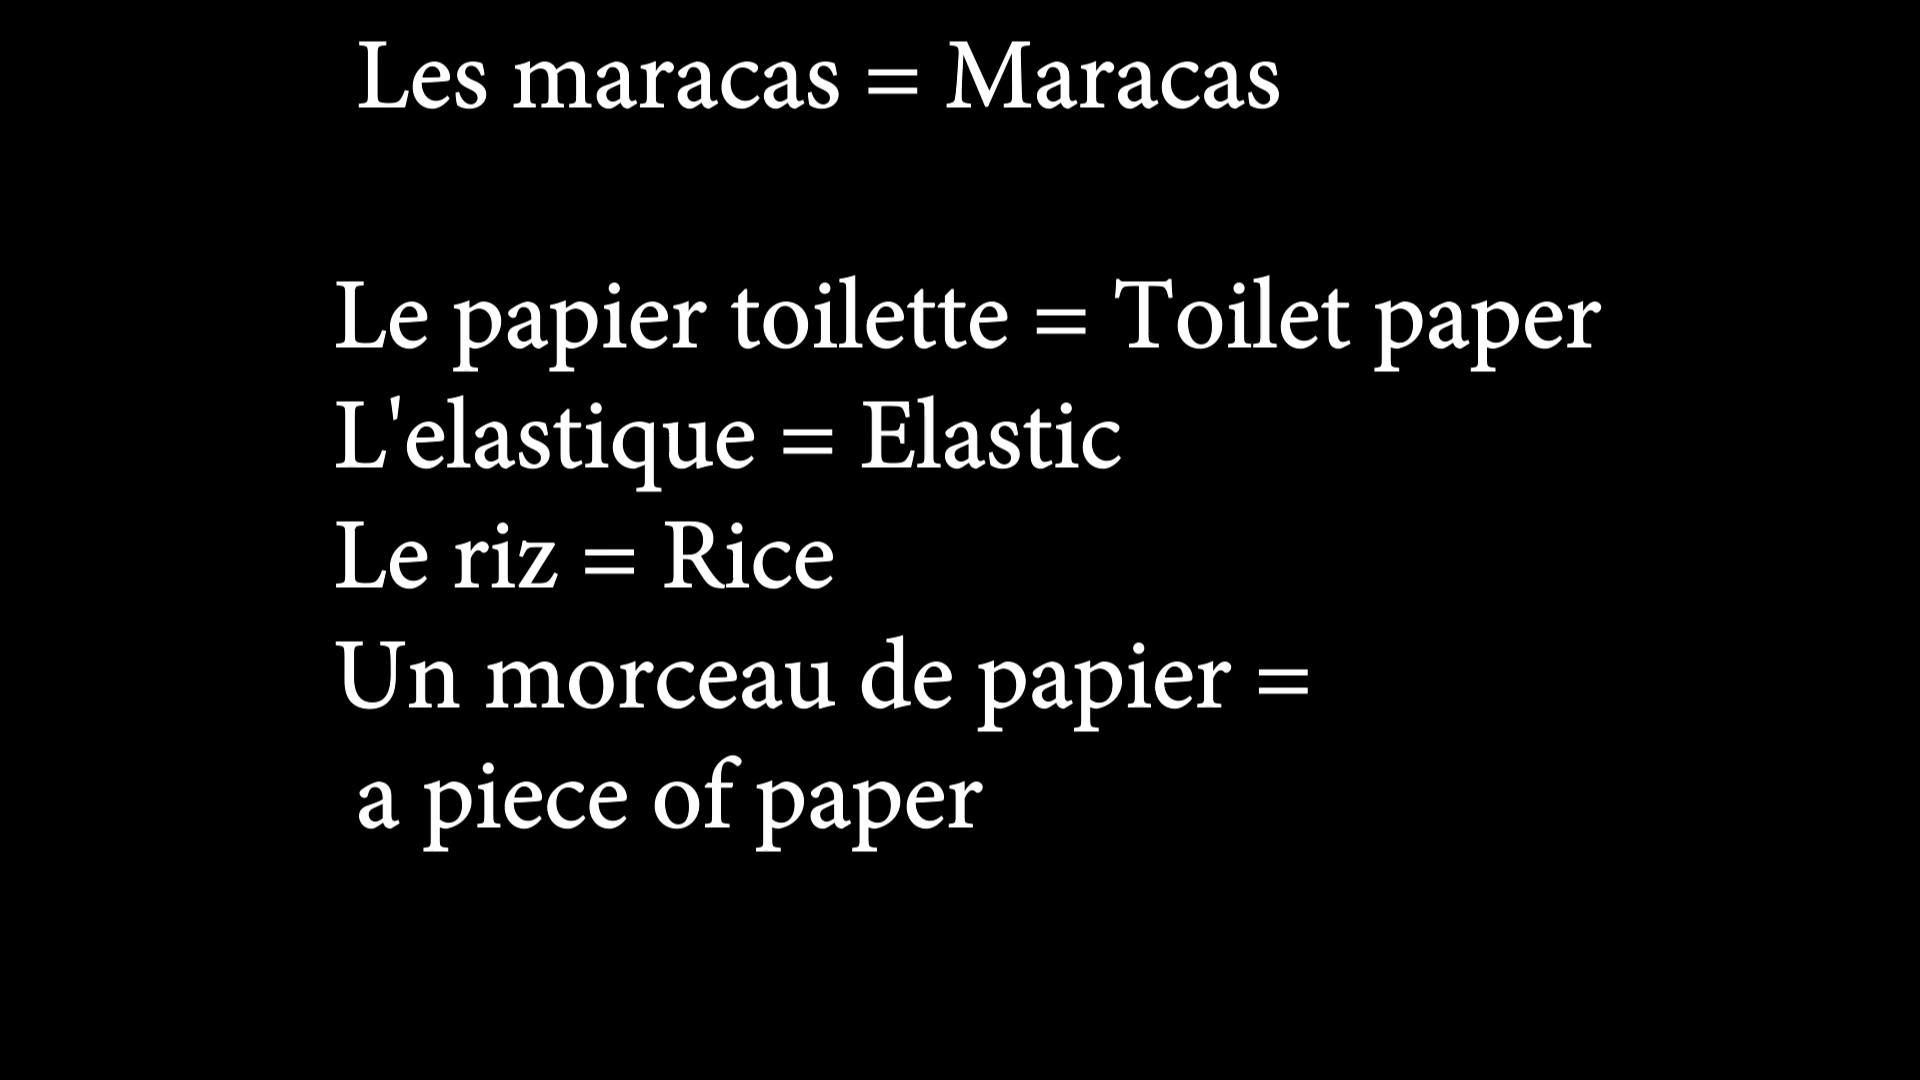 Les maracas = Maracas
Le papier toilette = Toilet paper
L'elastique = Elastic
Le riz = Rice
Un morceau de papier =
a piece of paper